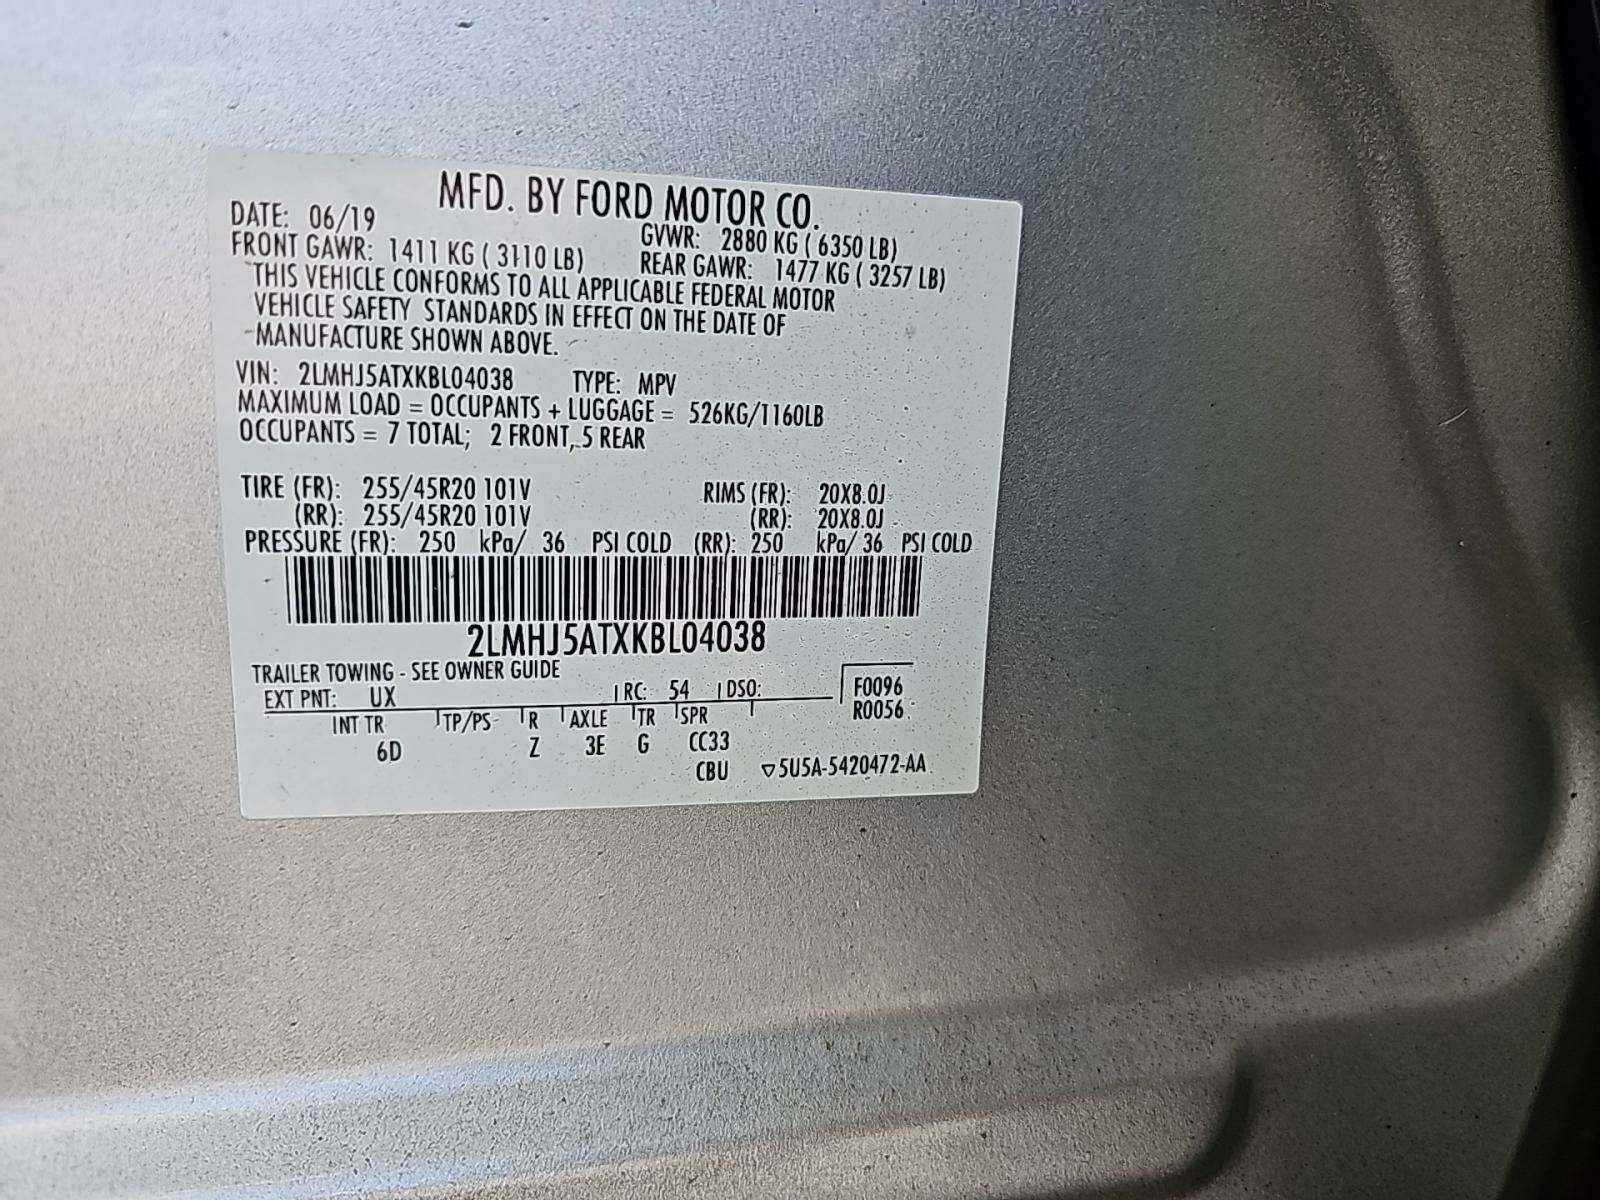 MFD. BY FORD MOTOR CO.
DATE: 06/19
GVWR: 2880 KG ( 6350 LB)
FRONT GAWR: 1411 KG ( 3110 LB)
REAR GAWR: 1477 KG ( 3257 LB)
THIS VEHICLE CONFORMS TO ALL APPLICABLE FEDERAL MOTOR
VEHICLE SAFETY STANDARDS IN EFFECT ON THE DATE OF
MANUFACTURE SHOWN ABOVE.
VIN: 2LMHJ5ATXKBL04038 TYPE: MPV
MAXIMUM LOAD = OCCUPANTS + LUGGAGE = 526KG/1160LB
OCCUPANTS = 7 TOTAL; 2 FRONT, 5 REAR
TIRE (FR): 255/45R20 101V RIMS (FR): 20X8.0J
(RR): 255/45R20 101V (RR): 20X8.0J
PRESSURE (FR): 250 kPa/ 36 PSI COLD (RR): 250 kPa/ 36 PSI COLD
2LMHJ5ATXKBL04038
TRAILER TOWING - SEE OWNER GUIDE
EXT PNT: UX RC: 54 DSO: F0096
R0056
INT TR TP/PS R AXLE TR SPR
6D Z 3E G CC33
CBU ▽5U5A-5420472-AA